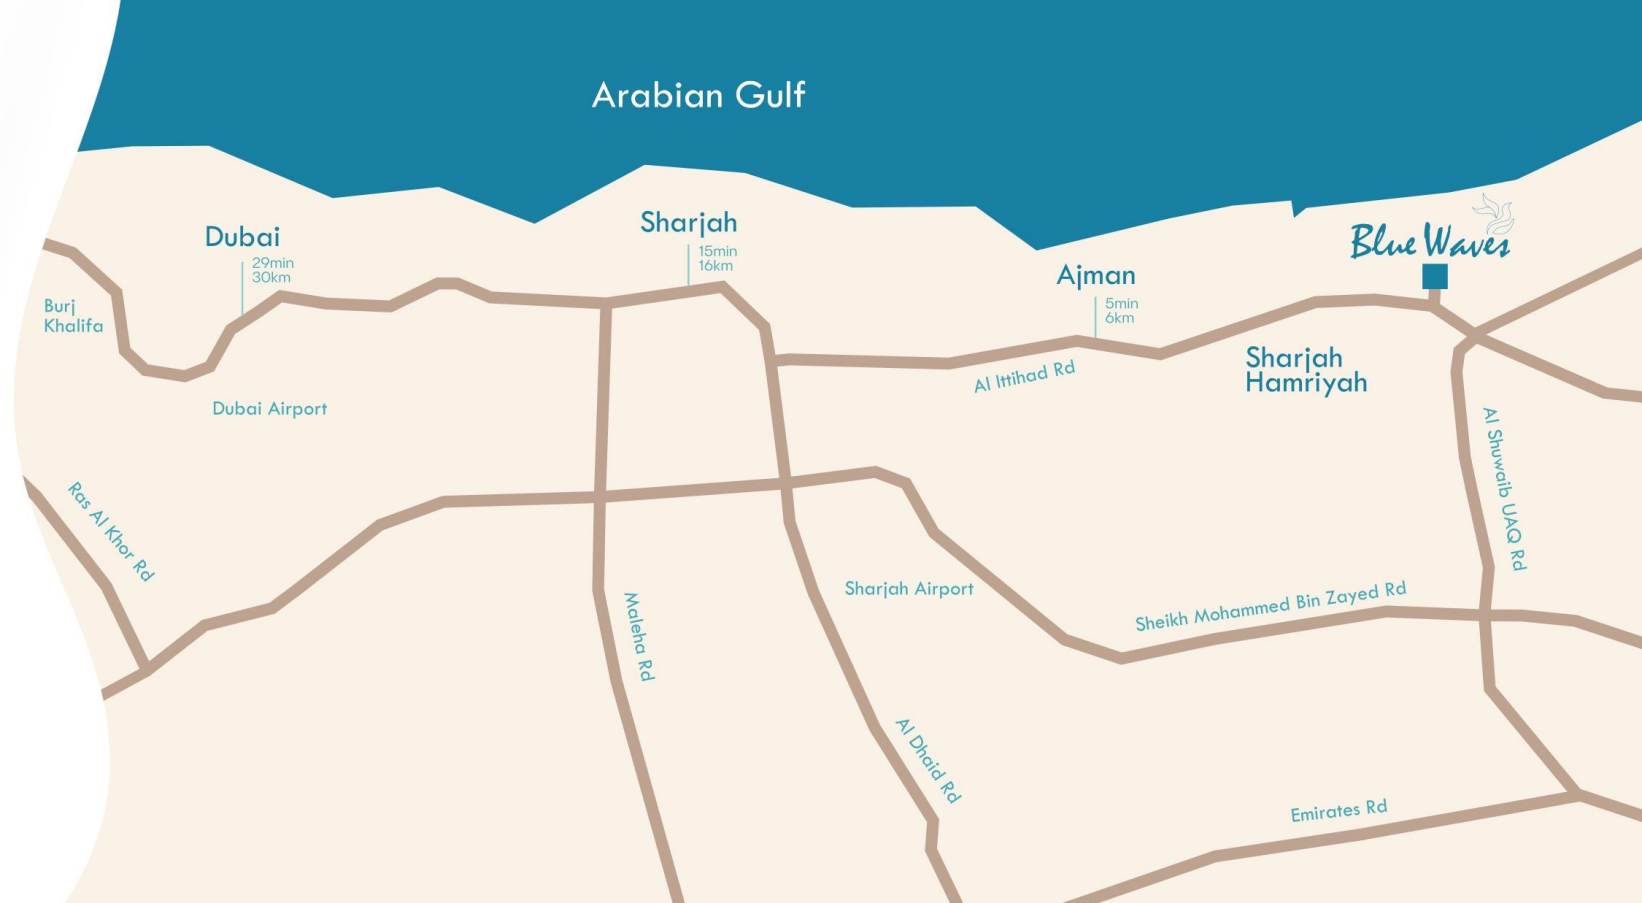 Arabian Gulf
Dubai
29min
30km
Sharjah
15min
16km
Ajman
5min
6km
Blue Waves
Burj
Khalifa
Dubai Airport
Al Ittihad Rd
Sharjah
Hamriyah
Al Shuwaib UAQ Rd
Ras Al Khor Rd
Maleha Rd
Sharjah Airport
Sheikh Mohammed Bin Zayed Rd
Al Dhaid Rd
Emirates Rd